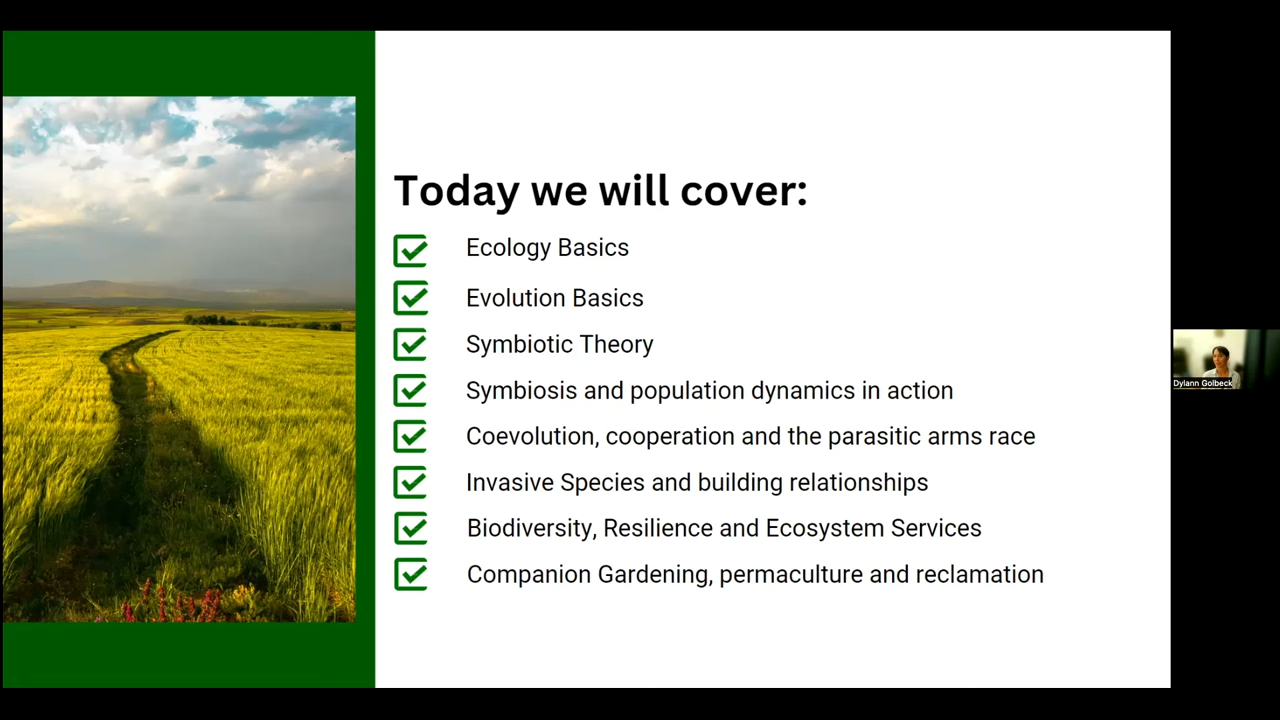 Today we will cover:
Ecology Basics
Evolution Basics
Symbiotic Theory
Symbiosis and population dynamics in action
Coevolution, cooperation and the parasitic arms race
Invasive Species and building relationships
Biodiversity, Resilience and Ecosystem Services
Companion Gardening, permaculture and reclamation
Dylann Golbeck